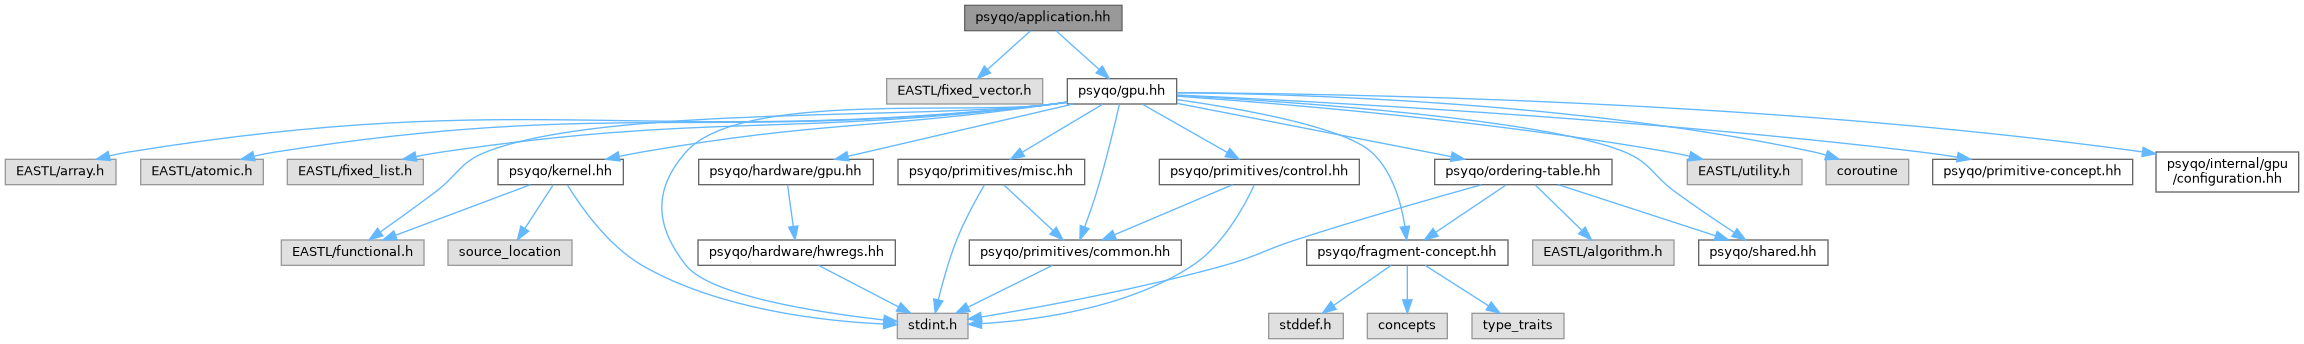 psyqo/application.hh
EASTL/fixed_vector.h
psyqo/gpu.hh
EASTL/array.h
EASTL/atomic.h
EASTL/fixed_list.h
psyqo/kernel.hh
psyqo/hardware/gpu.hh
psyqo/primitives/misc.hh
psyqo/primitives/control.hh
psyqo/ordering-table.hh
EASTL/utility.h
coroutine
psyqo/primitive-concept.hh
psyqo/internal/gpu
/configuration.hh
EASTL/functional.h
source_location
psyqo/hardware/hwregs.hh
psyqo/primitives/common.hh
psyqo/fragment-concept.hh
EASTL/algorithm.h
psyqo/shared.hh
stdint.h
stddef.h
concepts
type_traits